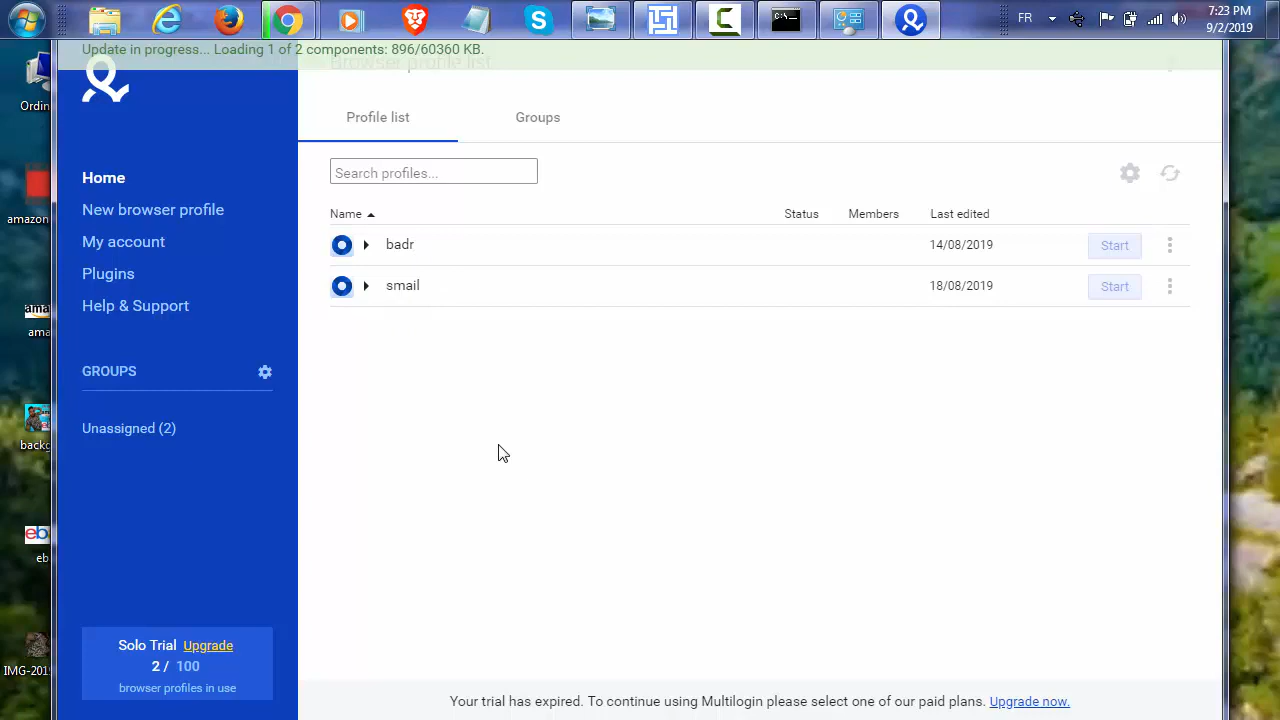 FR
7:23 PM
9/2/2019
Update in progress... Loading 1 of 2 components: 896/60360 KB.
Browser profile list
Ordin
amazon
ama
backg
eb
IMG-201
Home
New browser profile
My account
Plugins
Help & Support
GROUPS
Unassigned (2)
Solo Trial Upgrade
2 / 100
browser profiles in use
Profile list Groups
Search profiles...
Name Status Members Last edited
badr 14/08/2019 Start
smail 18/08/2019 Start
Your trial has expired. To continue using Multilogin please select one of our paid plans. Upgrade now.